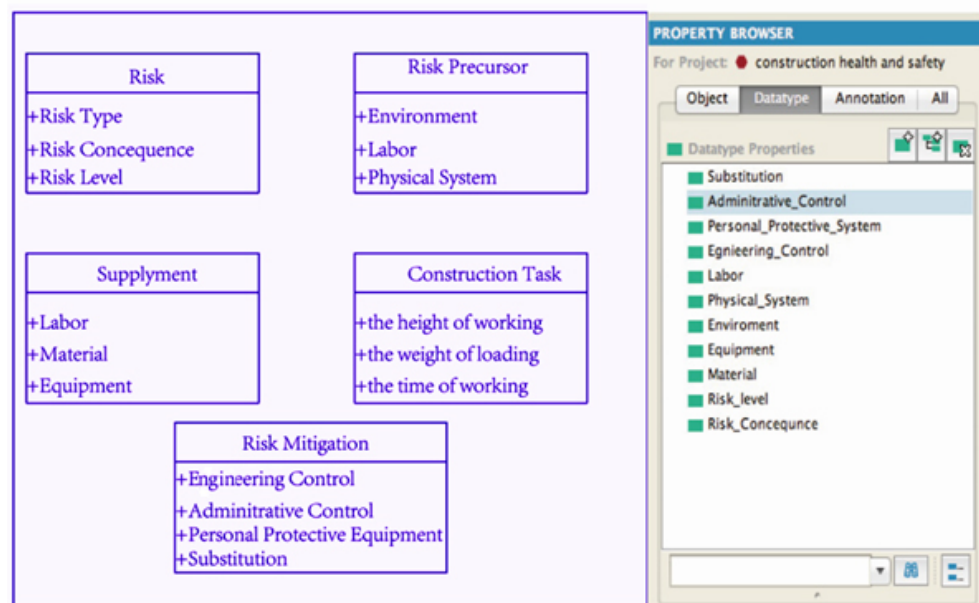 Risk
+Risk Type
+Risk Concequence
+Risk Level
Risk Precursor
+Environment
+Labor
+Physical System
Supplyment
+Labor
+Material
+Equipment
Construction Task
+the height of working
+the weight of loading
+the time of working
Risk Mitigation
+Engineering Control
+Adminitrative Control
+Personal Protective Equipment
+Substitution
PROPERTY BROWSER
For Project: construction health and safety
Object Datatype Annotation All
Datatype Properties
Substitution
Adminitrative_Control
Personal_Protective_System
Egnieering_Control
Labor
Physical_System
Enviroment
Equipment
Material
Risk_level
Risk_Concequnce